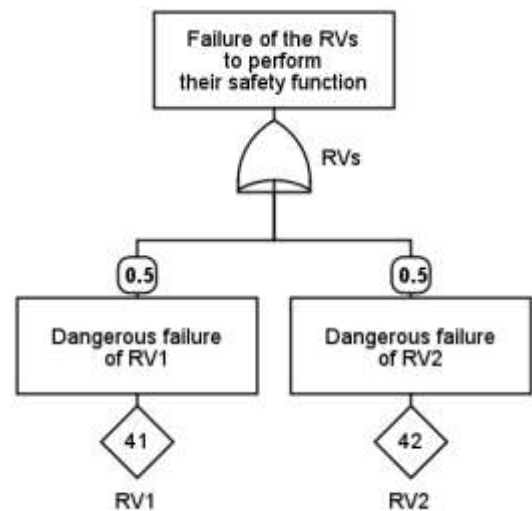 Failure of the RVs
to perform
their safety function
RVs
0.5
0.5
Dangerous failure
of RV1
Dangerous failure
of RV2
41
42
RV1
RV2